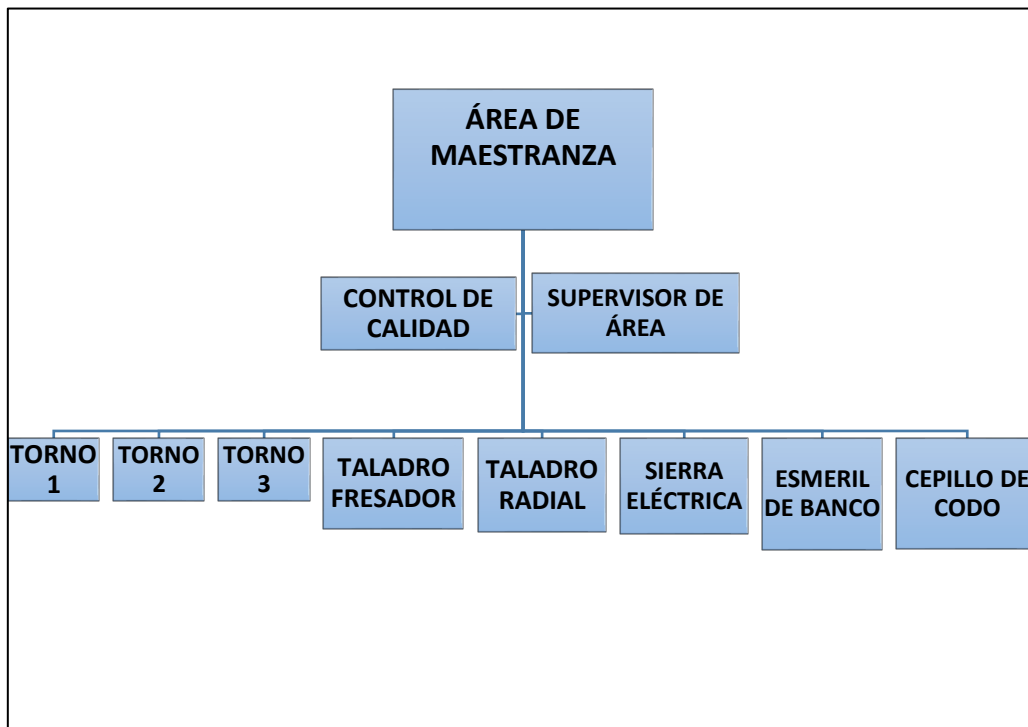 ÁREA DE
MAESTRANZA
CONTROL DE
CALIDAD
SUPERVISOR DE
ÁREA
TORNO
1
TORNO
2
TORNO
3
TALADRO
FRESADOR
TALADRO
RADIAL
SIERRA
ELÉCTRICA
ESMERIL
DE BANCO
CEPILLO DE
CODO